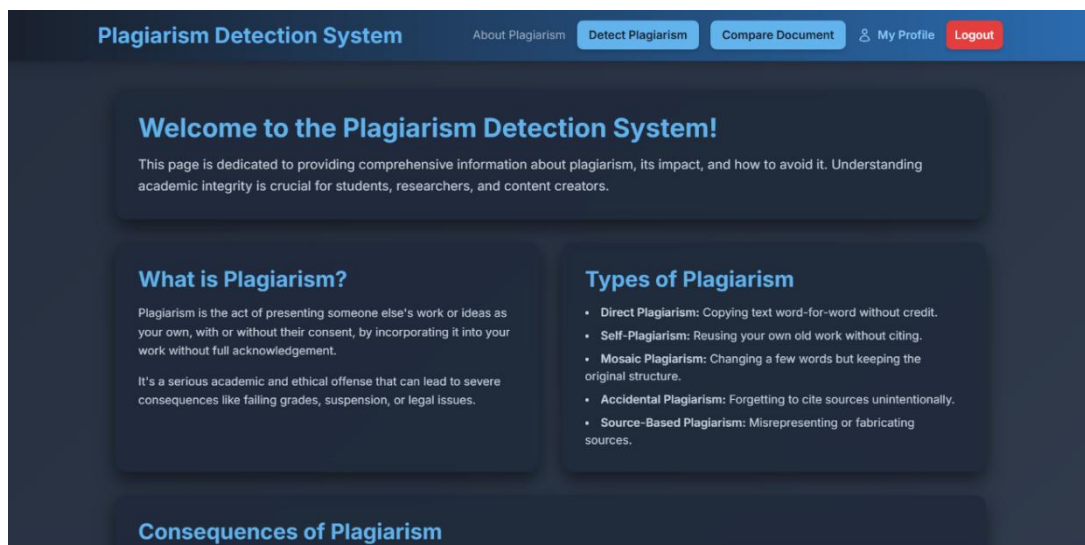 Plagiarism Detection System
About Plagiarism
Detect Plagiarism
Compare Document
My Profile
Logout
Welcome to the Plagiarism Detection System!
This page is dedicated to providing comprehensive information about plagiarism, its impact, and how to avoid it. Understanding
academic integrity is crucial for students, researchers, and content creators.
What is Plagiarism?
Plagiarism is the act of presenting someone else's work or ideas as
your own, with or without their consent, by incorporating it into your
work without full acknowledgement.
It's a serious academic and ethical offense that can lead to severe
consequences like failing grades, suspension, or legal issues.
Types of Plagiarism
• Direct Plagiarism: Copying text word-for-word without credit.
• Self-Plagiarism: Reusing your own old work without citing.
• Mosaic Plagiarism: Changing a few words but keeping the
original structure.
• Accidental Plagiarism: Forgetting to cite sources unintentionally.
• Source-Based Plagiarism: Misrepresenting or fabricating
sources.
Consequences of Plagiarism